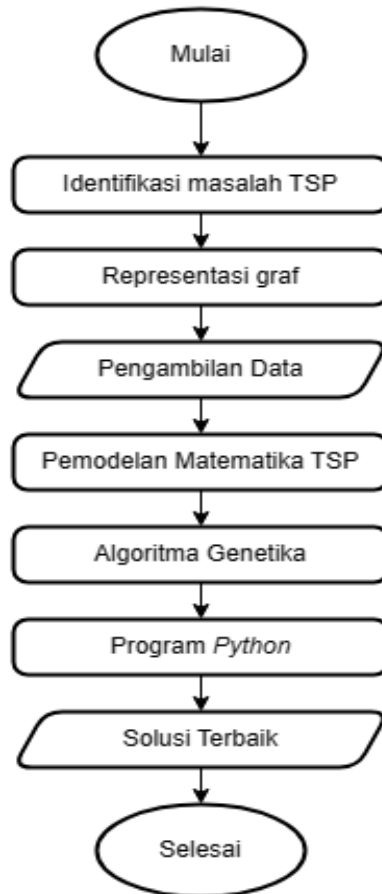 Mulai
Identifikasi masalah TSP
Representasi graf
Pengambilan Data
Pemodelan Matematika TSP
Algoritma Genetika
Program Python
Solusi Terbaik
Selesai